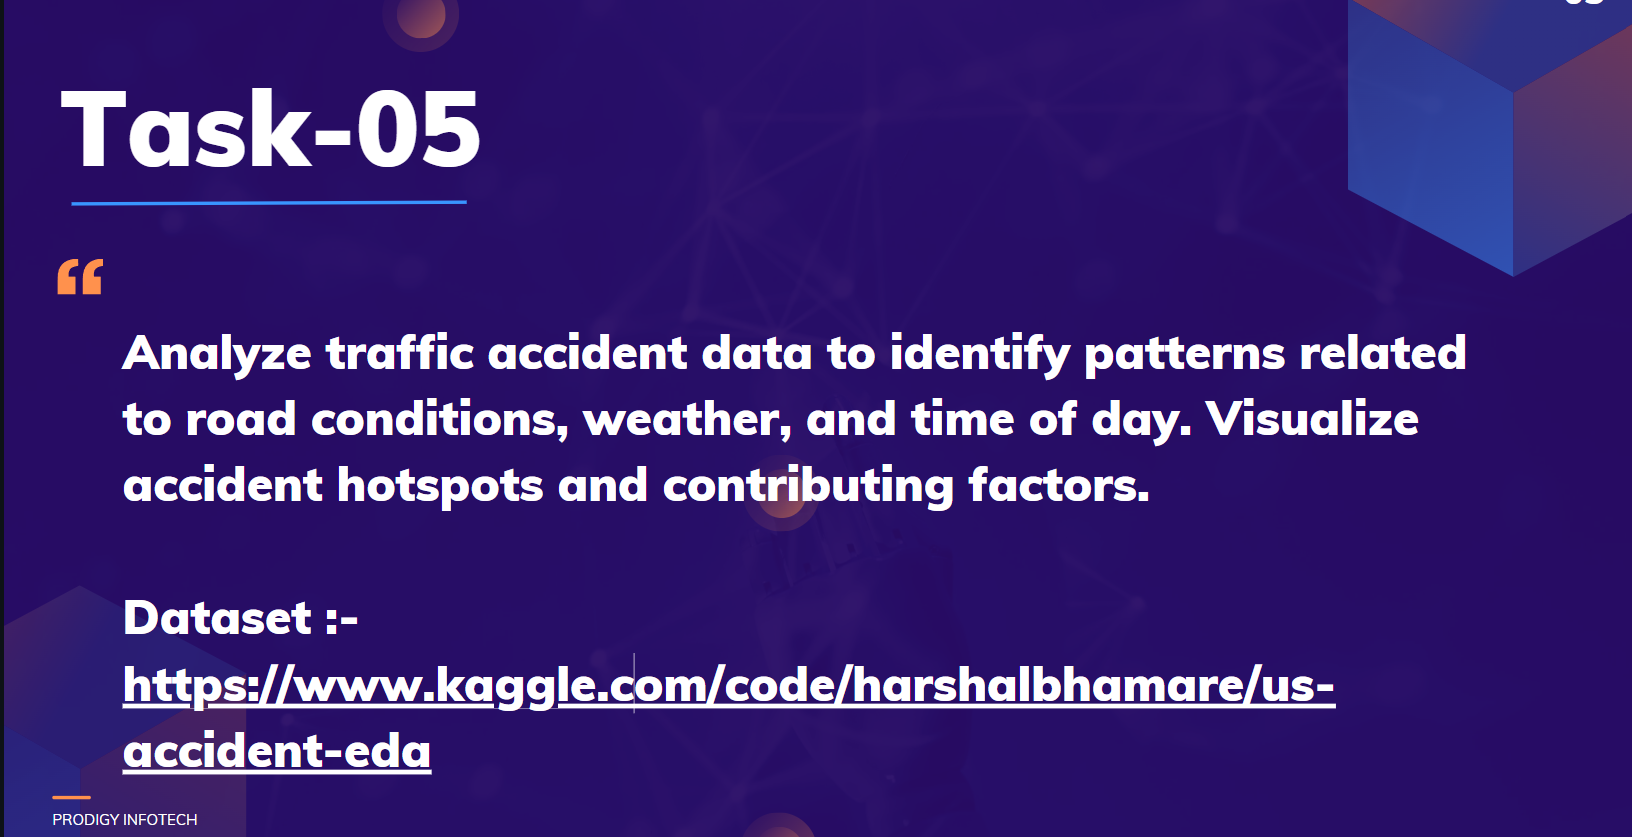 Task-05
“
Analyze traffic accident data to identify patterns related
to road conditions, weather, and time of day. Visualize
accident hotspots and contributing factors.
Dataset :-
https://www.kaggle.com/code/harshalbhamare/us-
accident-eda
PRODIGY INFOTECH